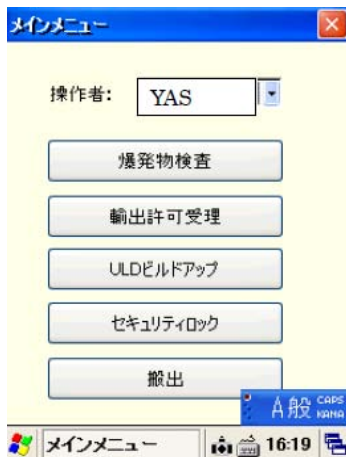 メインメニュー
操作者: YAS
爆発物検査
輸出許可受理
ULDビルドアップ
セキュリティロック
搬出
A般 CAPS
KANA
メインメニュー 16:19